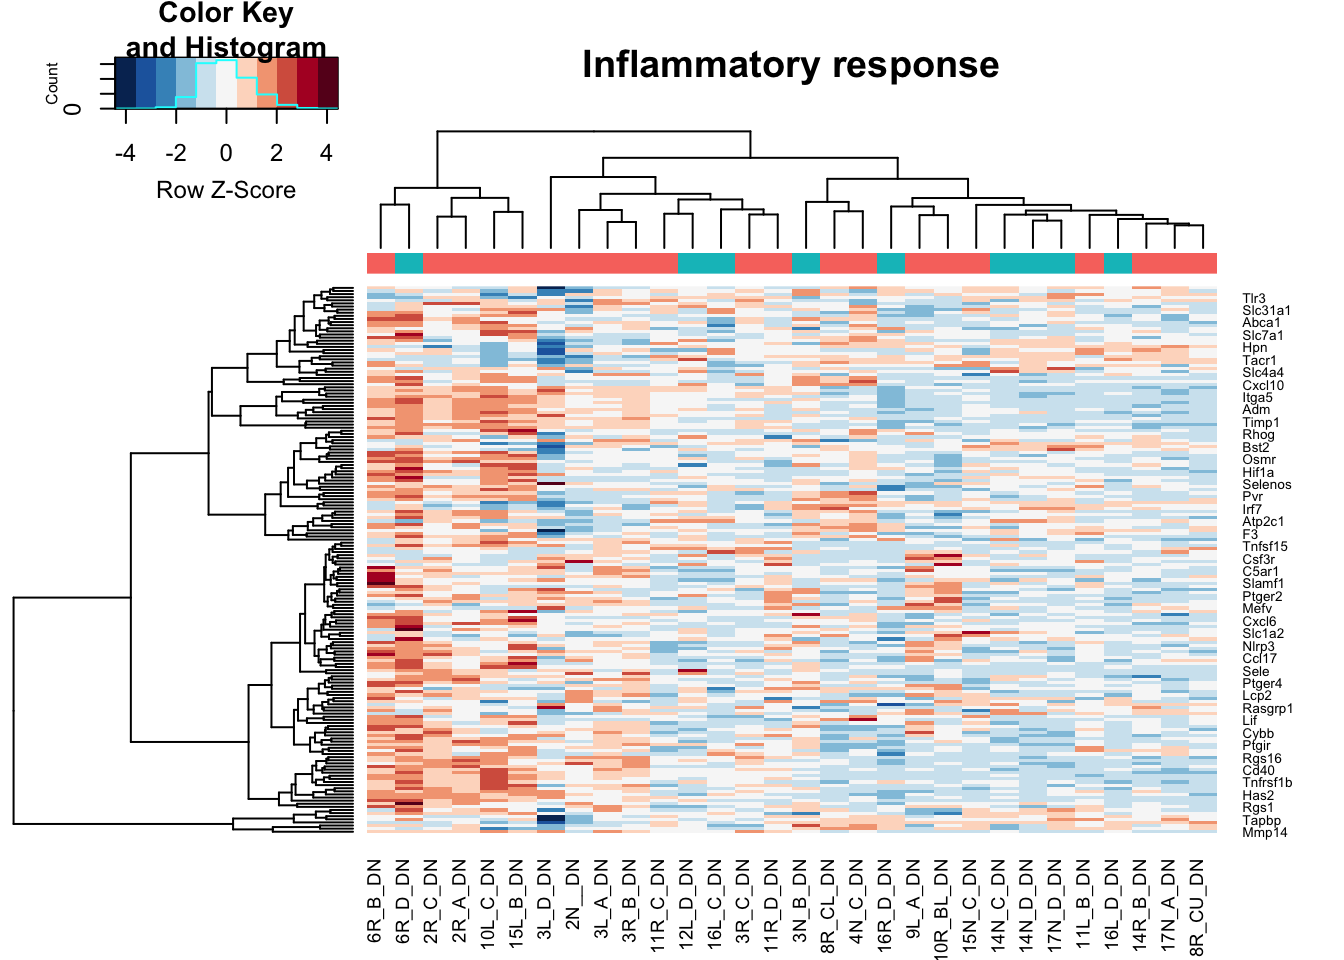 Color Key
and Histogram
Count
0
-4 -2 0 2 4
Row Z-Score
Inflammatory response
Tlr3
Slc31a1
Abca1
Slc7a1
Hpn
Tacr1
Slc4a4
Cxcl10
Itga5
Adm
Timp1
Rhog
Bst2
Osmr
Hif1a
Selenos
Pvr
Irf7
Atp2c1
F3
Tnfsf15
Csf3r
C5ar1
Slamf1
Ptger2
Mefv
Cxcl6
Slc1a2
Nlrp3
Ccl17
Sele
Ptger4
Lcp2
Rasgrp1
Lif
Cybb
Ptgir
Rgs16
Cd40
Tnfrsf1b
Has2
Rgs1
Tapbp
Mmp14
6R_B_DN
6R_D_DN
2R_C_DN
2R_A_DN
10L_C_DN
15L_B_DN
3L_D_DN
2N__DN
3L_A_DN
3R_B_DN
11R_C_DN
12L_D_DN
16L_C_DN
3R_C_DN
11R_D_DN
3N_B_DN
8R_CL_DN
4N_C_DN
16R_D_DN
9L_A_DN
10R_BL_DN
15N_C_DN
14N_C_DN
14N_D_DN
17N_D_DN
11L_B_DN
16L_D_DN
14R_B_DN
17N_A_DN
8R_CU_DN